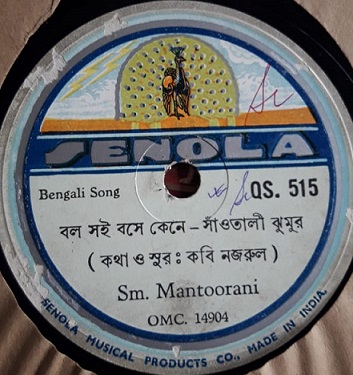 SENOLA
Bengali Song
QS. 515
বল সই বসে কেনে – সাঁওতালী ঝুমুর
( কথা ও সুর : কবি নজরুল )
Sm. Mantoorani
OMC. 14904
SENOLA MUSICAL PRODUCTS CO., MADE IN INDIA.